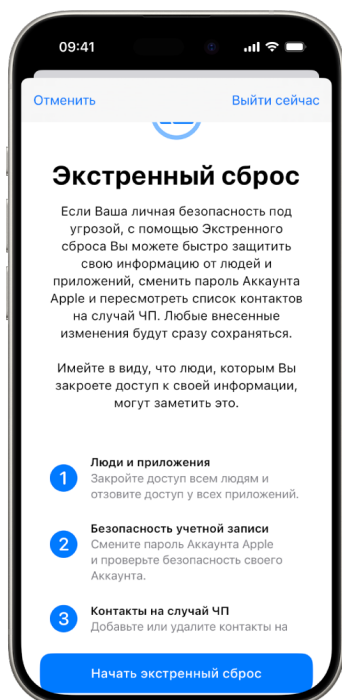 09:41
Отменить Выйти сейчас
Экстренный сброс
Если Ваша личная безопасность под
угрозой, с помощью Экстренного
сброса Вы можете быстро защитить
свою информацию от людей и
приложений, сменить пароль Аккаунта
Apple и пересмотреть список контактов
на случай ЧП. Любые внесенные
изменения будут сразу сохраняться.
Имейте в виду, что люди, которым Вы
закроете доступ к своей информации,
могут заметить это.
1 Люди и приложения
Закройте доступ всем людям и
отзовите доступ у всех приложений.
2 Безопасность учетной записи
Смените пароль Аккаунта Apple
и проверьте безопасность своего
Аккаунта.
3 Контакты на случай ЧП
Добавьте или удалите контакты на
Начать экстренный сброс